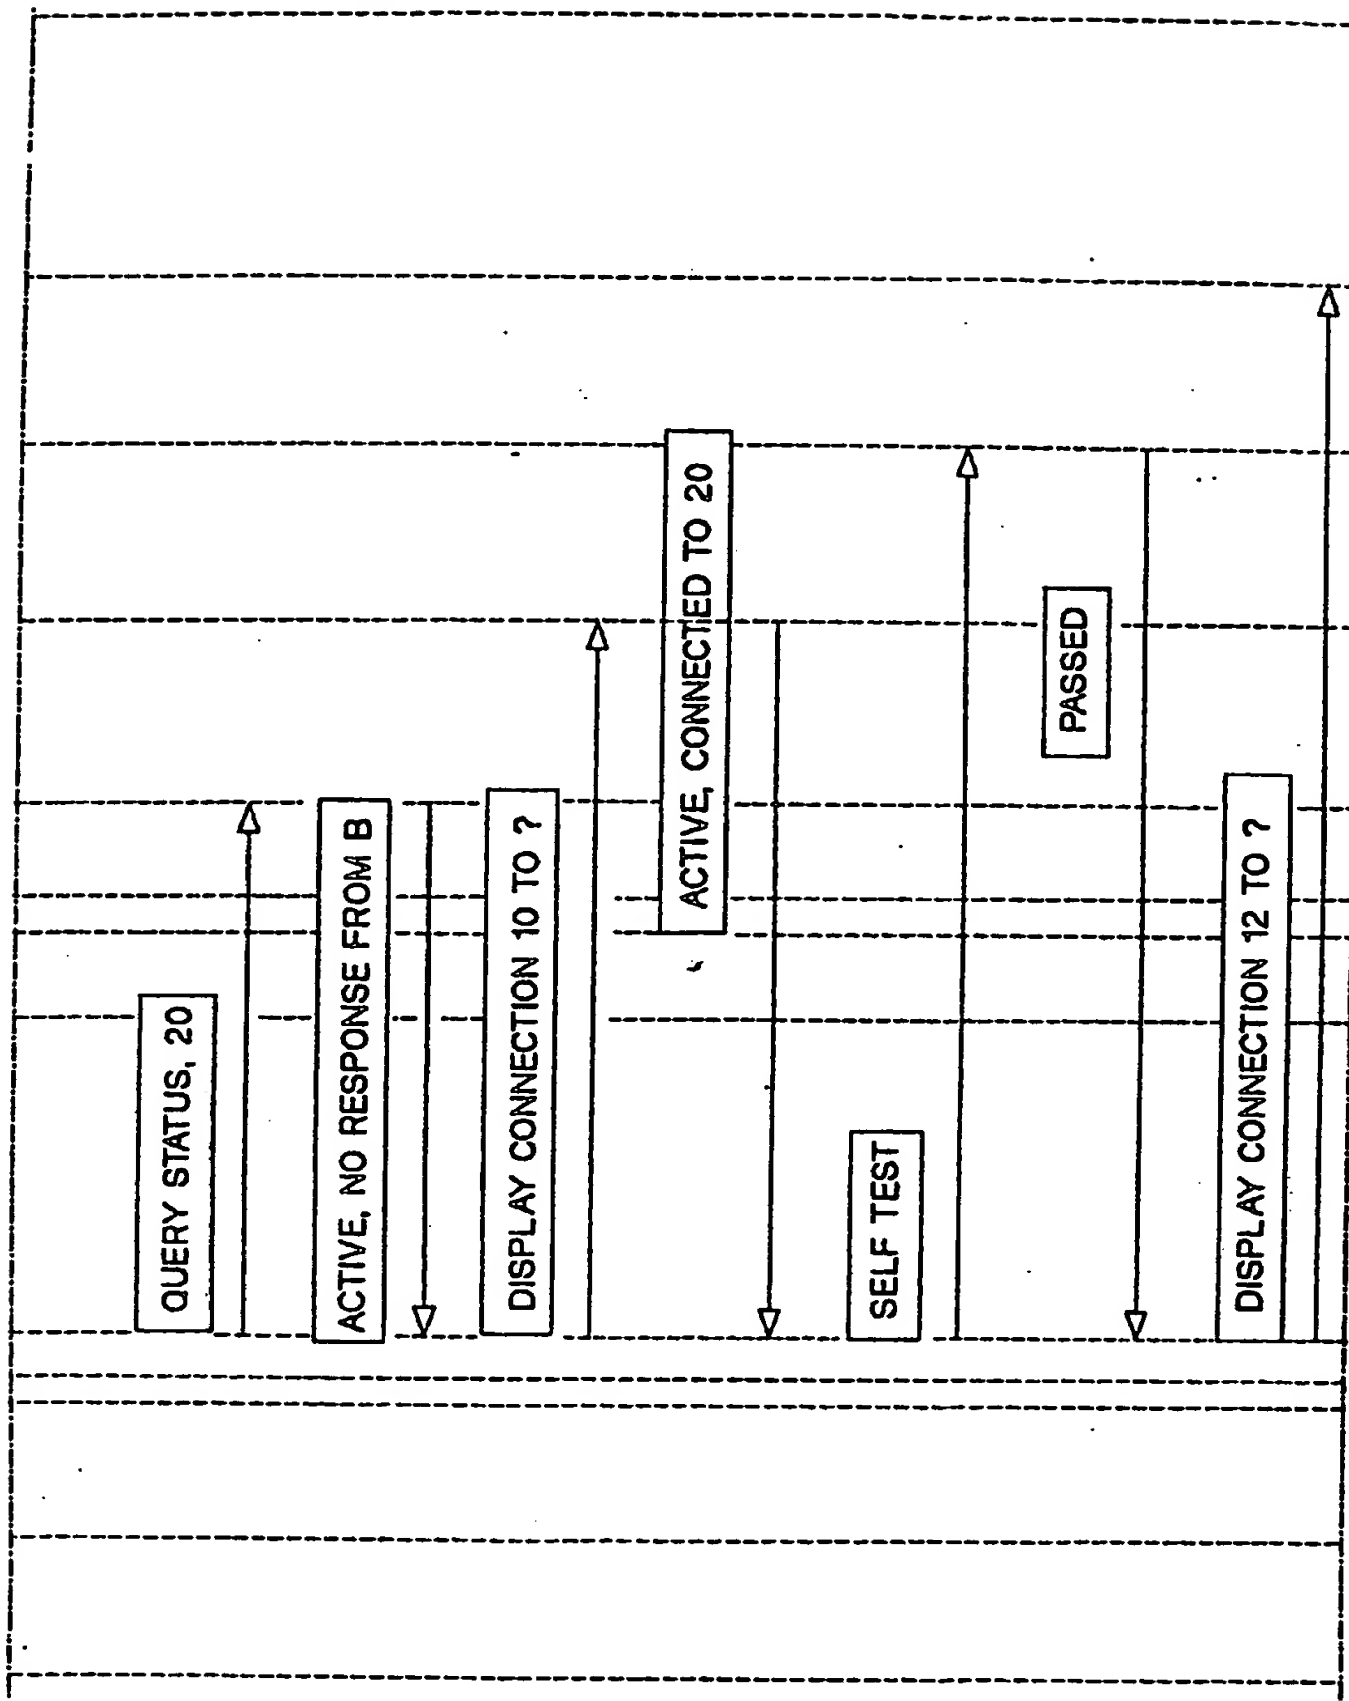 QUERY STATUS, 20
ACTIVE, NO RESPONSE FROM B
DISPLAY CONNECTION 10 TO ?
ACTIVE, CONNECTED TO 20
SELF TEST
PASSED
DISPLAY CONNECTION 12 TO ?